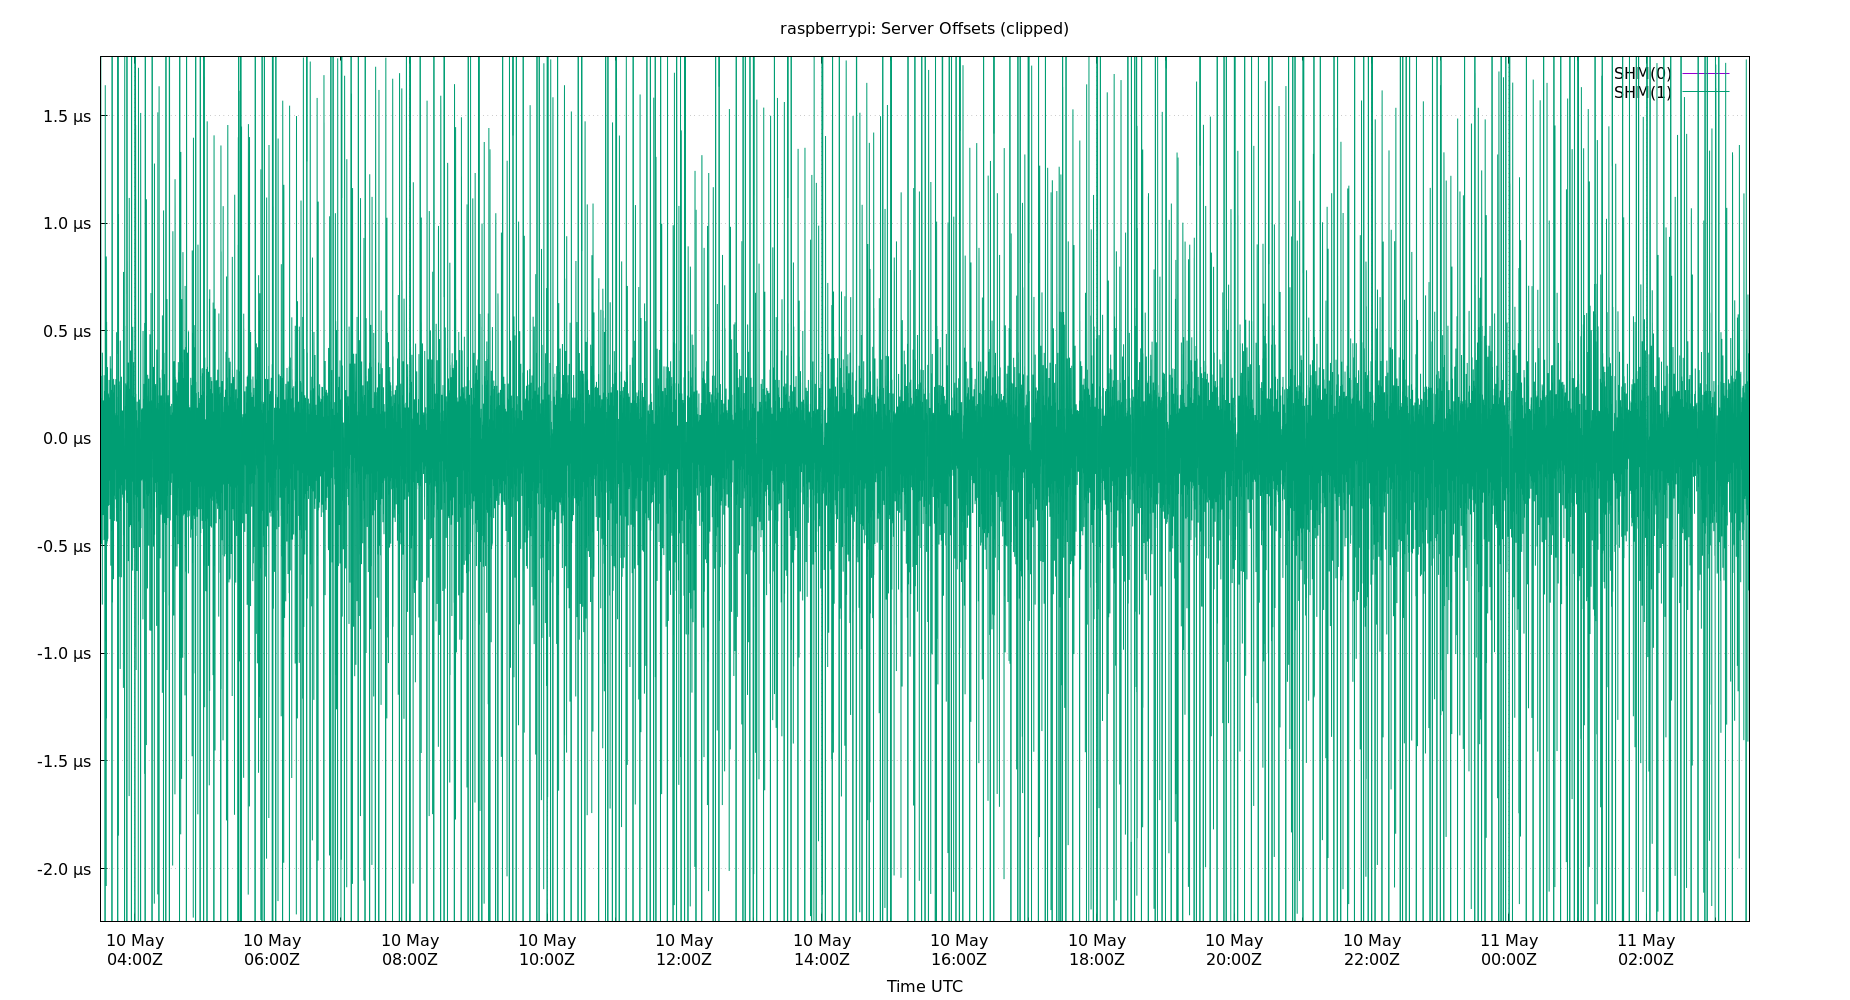 raspberrypi: Server Offsets (clipped)
SHM(0)
SHM(1)
1.5 µs
1.0 µs
0.5 µs
0.0 µs
-0.5 µs
-1.0 µs
-1.5 µs
-2.0 µs
10 May 10 May 10 May 10 May 10 May 10 May 10 May 10 May 10 May 10 May 11 May 11 May
04:00Z 06:00Z 08:00Z 10:00Z 12:00Z 14:00Z 16:00Z 18:00Z 20:00Z 22:00Z 00:00Z 02:00Z
Time UTC